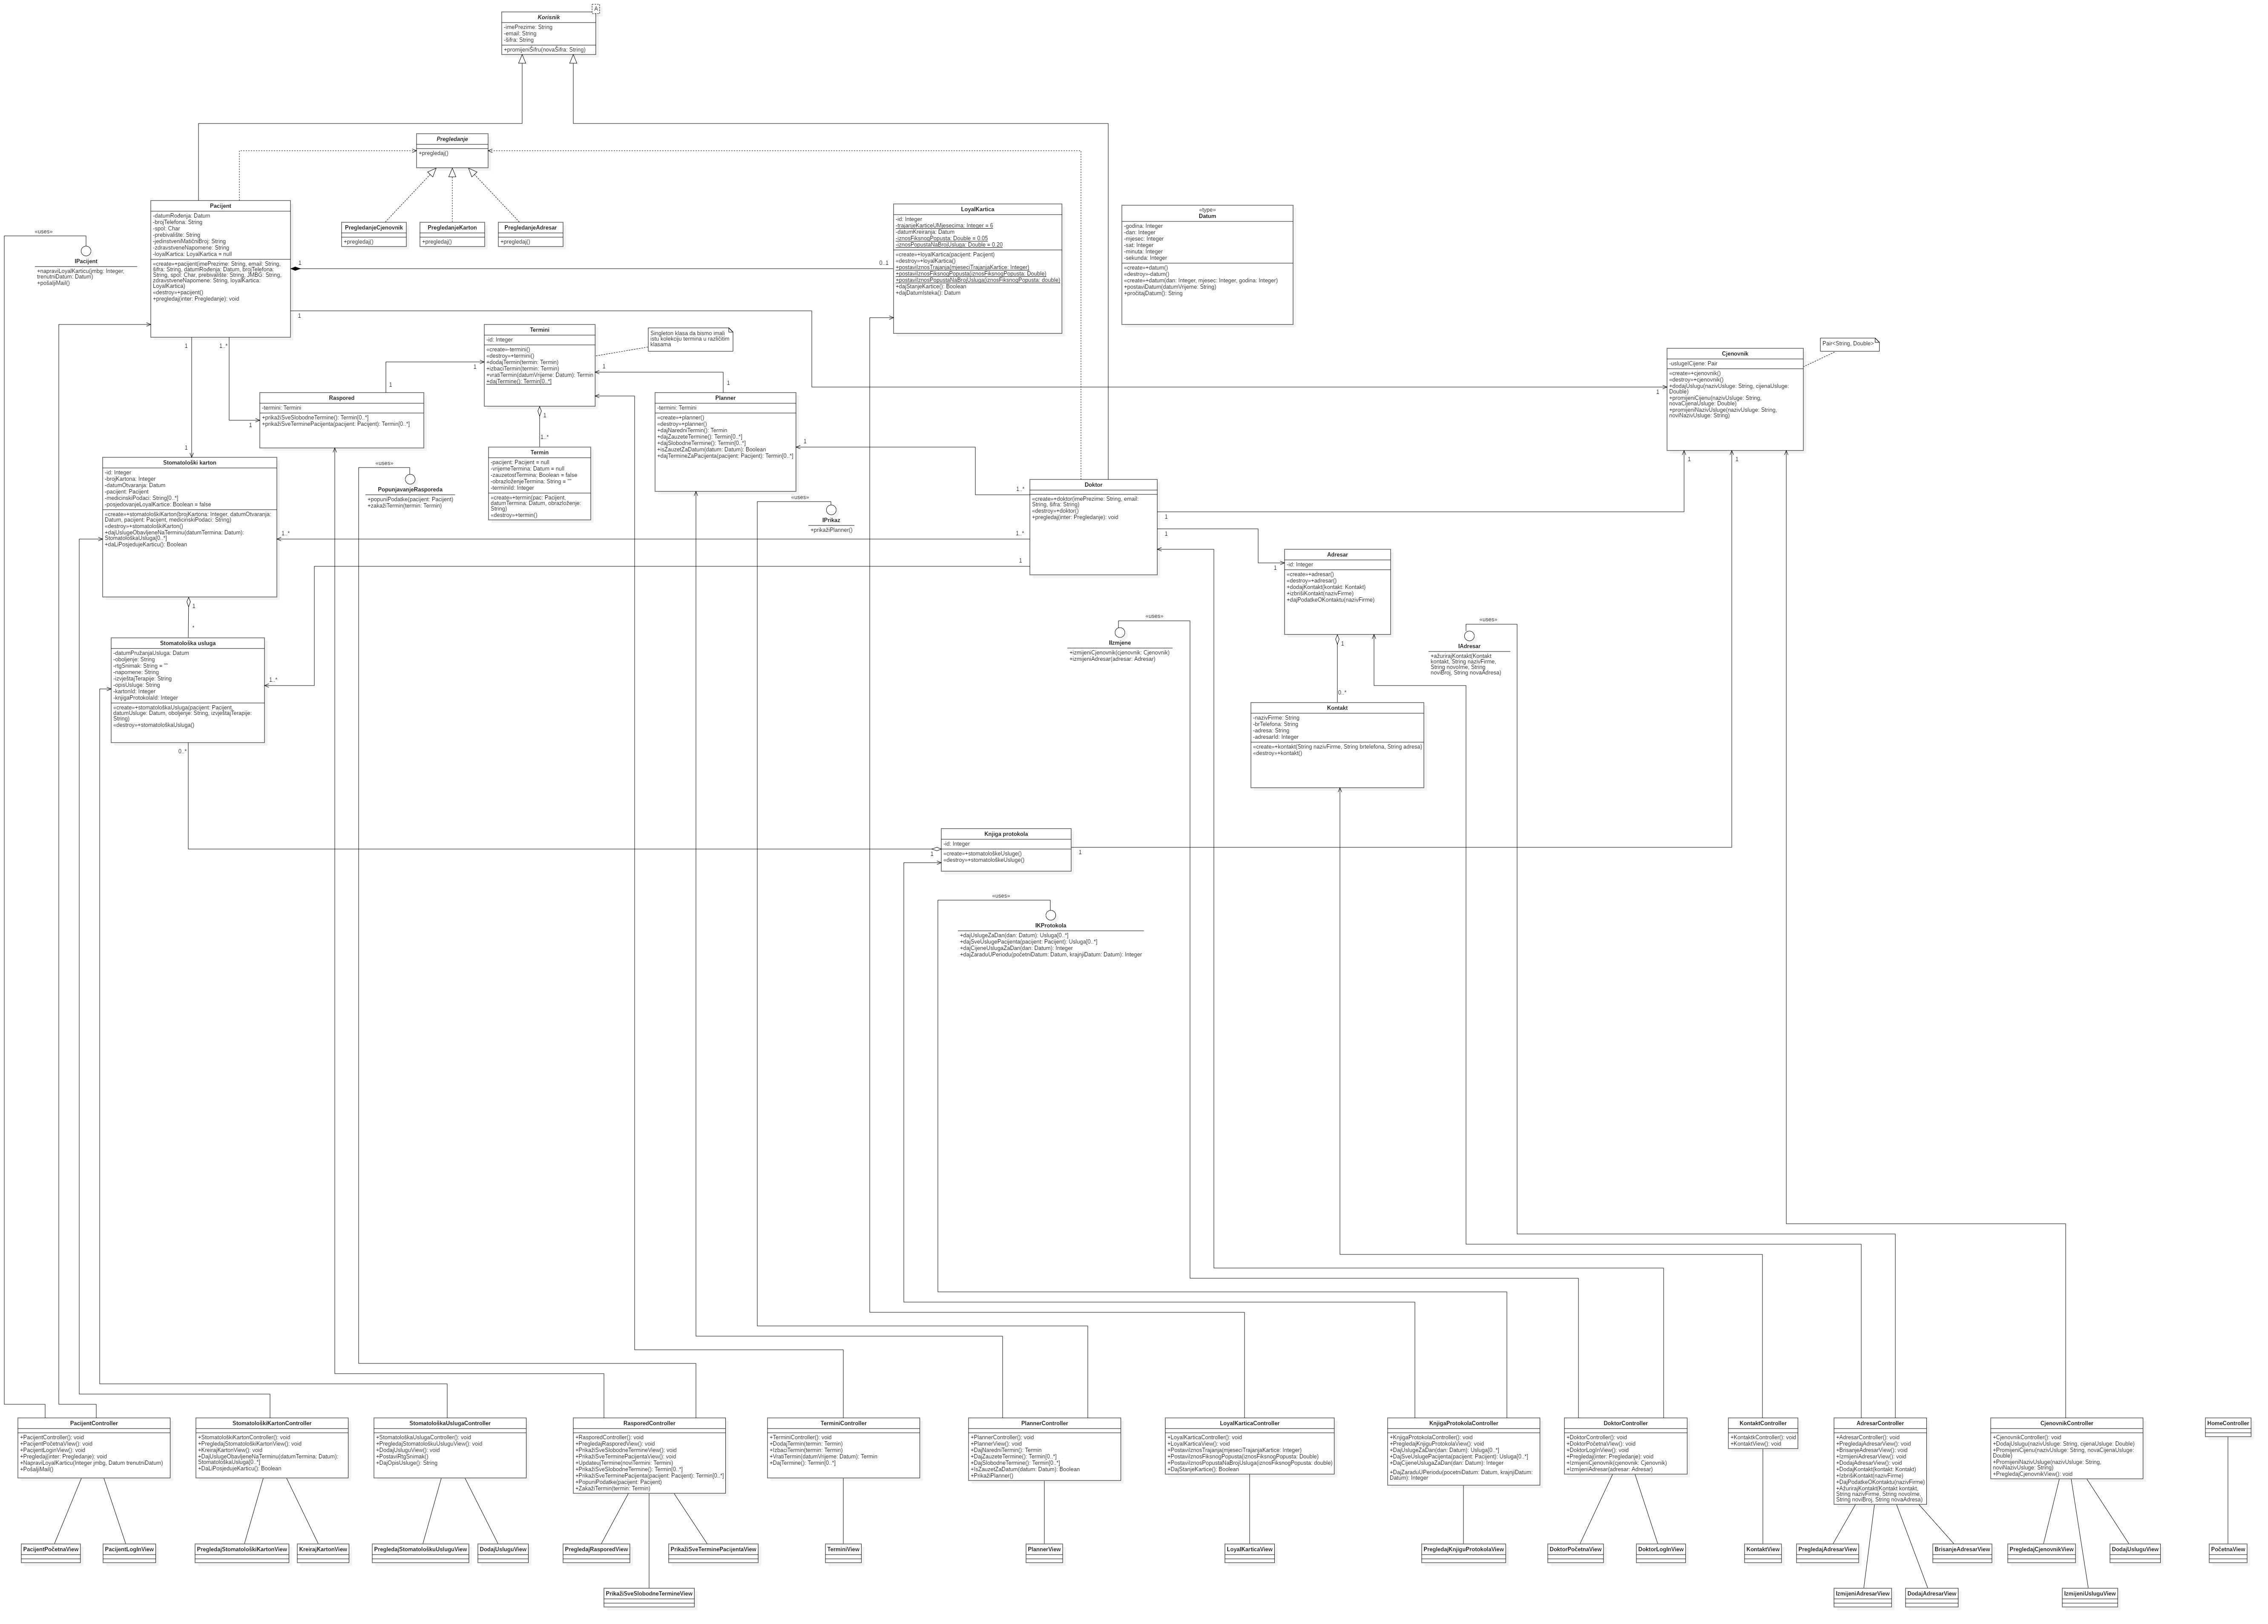 A
Korisnik
-imePrezime: String
-email: String
-šifra: String
+promijeniŠifru(novaŠifra: String)
Pregledanje
+pregledaj()
PregledanjeCjenovnik
+pregledaj()
PregledanjeKarton
+pregledaj()
PregledanjeAdresar
+pregledaj()
Pacijent
-datumRođenja: Datum
-brojTelefona: String
-spol: Char
-prebivalište: String
-jedinstveniMatičniBroj: String
-zdravstveneNapomene: String
-loyalKartica: LoyalKartica = null
«create»+pacijent(imePrezime: String, email: String,
šifra: String, datumRođenja: Datum, brojTelefona:
String, spol: Char, prebivalište: String, JMBG: String,
zdravstveneNapomene: String, loyalKartica:
LoyalKartica)
«destroy»+pacijent()
+pregledaj(inter: Pregledanje): void
«uses»
IPacijent
+napraviLoyalKarticu(jmbg: Integer,
trenutniDatum: Datum)
+pošaljiMail()
LoyalKartica
-id: Integer
-trajanjeKarticeUMjesecima: Integer = 6
-datumKreiranja: Datum
-iznosFiksnogPopusta: Double = 0.05
-iznosPopustaNaBrojUsluga: Double = 0.20
«create»+loyalKartica(pacijent: Pacijent)
«destroy»+loyalKartica()
+postaviIznosTrajanja(mjeseciTrajanjaKartice: Integer)
+postaviIznosFiksnogPopusta(iznosFiksnogPopusta: Double)
+postaviIznosPopustaNaBrojUsluga(iznosFiksnogPopusta: double)
+dajStanjeKartice(): Boolean
+dajDatumIsteka(): Datum
1
0..1
«type»
Datum
-godina: Integer
-dan: Integer
-mjesec: Integer
-sat: Integer
-minuta: Integer
-sekunda: Integer
«create»+datum()
«destroy»-datum()
«create»+datum(dan: Integer, mjesec: Integer, godina: Integer)
+postaviDatum(datumVrijeme: String)
+pročitajDatum(): String
1
1
1..*
Termini
-id: Integer
«create»-termini()
«destroy»+termini()
+dodajTermin(termin: Termin)
+izbaciTermin(termin: Termin)
+vratiTermin(datumVrijeme: Datum): Termin
+dajTermine(): Termin[0..*]
Singleton klasa da bismo imali
istu kolekciju termina u različitim
klasama
Pair<String, Double>
Cjenovnik
-uslugeICijene: Pair
«create»+cjenovnik()
«destroy»+cjenovnik()
+dodajUslugu(nazivUsluge: String, cijenaUsluge:
Double)
+promijeniCijenu(nazivUsluge: String,
novaCijenaUsluge: Double)
+promijeniNazivUsluge(nazivUsluge: String,
noviNazivUsluge: String)
1
1
1
1
1
1
1
Raspored
-termini: Termini
+prikažiSveSlobodneTermine(): Termin[0..*]
+prikažiSveTerminePacijenta(pacijent: Pacijent): Termin[0..*]
1
1
Planner
-termini: Termini
«create»+planner()
«destroy»+planner()
+dajNaredniTermin(): Termin
+dajZauzeteTermine(): Termin[0..*]
+dajSlobodneTermine(): Termin[0..*]
+isZauzetZaDatum(datum: Datum): Boolean
+dajTermineZaPacijenta(pacijent: Pacijent): Termin[0..*]
1
1..*
1
1..*
Termin
-pacijent: Pacijent = null
-vrijemeTermina: Datum = null
-zauzetostTermina: Boolean = false
-obrazloženjeTermina: String = ""
-terminiId: Integer
«create»+termin(pac: Pacijent,
datumTermina: Datum, obrazloženje:
String)
«destroy»+termin()
«uses»
PopunjavanjeRasporeda
+popuniPodatke(pacijent: Pacijent)
+zakažiTermin(termin: Termin)
Stomatološki karton
-id: Integer
-brojKartona: Integer
-datumOtvaranja: Datum
-pacijent: Pacijent
-medicinskiPodaci: String[0..*]
-posjedovanjeLoyalKartice: Boolean = false
«create»+stomatološkiKarton(brojKartona: Integer, datumOtvaranja:
Datum, pacijent: Pacijent, medicinskiPodaci: String)
«destroy»+stomatološkiKarton()
+dajUslugeObavljeneNaTerminu(datumTermina: Datum):
StomatološkaUsluga[0..*]
+daLiPosjedujeKarticu(): Boolean
1..*
«uses»
IPrikaz
+prikažiPlanner()
Doktor
«create»+doktor(imePrezime: String, email:
String, šifra: String)
«destroy»+doktor()
+pregledaj(inter: Pregledanje): void
1
1
1..*
1
1
Adresar
-id: Integer
«create»+adresar()
«destroy»+adresar()
+dodajKontakt(kontakt: Kontakt)
+izbrišiKontakt(nazivFirme)
+dajPodatkeOKontaktu(nazivFirme)
1
0..*
1
*
Stomatološka usluga
-datumPružanjaUsluga: Datum
-oboljenje: String
-rtgSnimak: String = ""
-napomene: String
-izvještajTerapije: String
-opisUsluge: String
-kartonId: Integer
-knjigaProtokolaId: Integer
«create»+stomatološkaUsluga(pacijent: Pacijent,
datumUsluge: Datum, oboljenje: String, izvještajTerapije:
String)
«destroy»+stomatološkaUsluga()
1..*
0..*
«uses»
IIzmjene
+izmijeniCjenovnik(cjenovnik: Cjenovnik)
+izmijeniAdresar(adresar: Adresar)
«uses»
IAdresar
+ažurirajKontakt(Kontakt
kontakt, String nazivFirme,
String novoIme, String
noviBroj, String novaAdresa)
Kontakt
-nazivFirme: String
-brTelefona: String
-adresa: String
-adresarId: Integer
«create»+kontakt(String nazivFirme, String brtelefona, String adresa)
«destroy»+kontakt()
Knjiga protokola
-id: Integer
«create»+stomatološkeUsluge()
«destroy»+stomatološkeUsluge()
1
1
«uses»
IKProtokola
+dajUslugeZaDan(dan: Datum): Usluga[0..*]
+dajSveUslugePacijenta(pacijent: Pacijent): Usluga[0..*]
+dajCijeneUslugaZaDan(dan: Datum): Integer
+dajZaraduUPeriodu(početniDatum: Datum, krajnjiDatum: Datum): Integer
PacijentController
+PacijentController(): void
+PacijentPočetnaView(): void
+PacijentLoginView(): void
+Pregledaj(inter: Pregledanje): void
+NapraviLoyalKarticu(Integer jmbg, Datum trenutniDatum)
+PošaljiMail()
StomatološkiKartonController
+StomatološkiKartonController(): void
+PregledajStomatološkiKartonView(): void
+KreirajKartonView(): void
+DajUslugeObavljeneNaTerminu(datumTermina: Datum):
StomatološkaUsluga[0..*]
+DaLiPosjedujeKarticu(): Boolean
StomatološkaUslugaController
+StomatološkaUslugaController(): void
+PregledajStomatološkuUsluguView(): void
+DodajUsluguView(): void
+PostaviRtgSnimak()
+DajOpisUsluge(): String
RasporedController
+RasporedController(): void
+PregledajRasporedView(): void
+PrikažiSveSlobodneTermineView(): void
+PrikažiSveTerminePacijentaView(): void
+UpdatetujTermine(noviTermini: Termini)
+PrikažiSveSlobodneTermine(): Termin[0..*]
+PrikažiSveTerminePacijenta(pacijent: Pacijent): Termin[0..*]
+PopuniPodatke(pacijent: Pacijent)
+ZakažiTermin(termin: Termin)
TerminiController
+TerminiController(): void
+DodajTermin(termin: Termin)
+IzbaciTermin(termin: Termin)
+VratiTermin(datumVrijeme: Datum): Termin
+DajTermine(): Termin[0..*]
PlannerController
+PlannerController(): void
+PlannerView(): void
+DajNaredniTermin(): Termin
+DajZauzeteTermine(): Termin[0..*]
+DajSlobodneTermine(): Termin[0..*]
+IsZauzetZaDatum(datum: Datum): Boolean
+PrikažiPlanner()
LoyalKarticaController
+LoyalKarticaController(): void
+LoyalKarticaView(): void
+PostaviIznosTrajanja(mjeseciTrajanjaKartice: Integer)
+PostaviIznosFiksnogPopusta(iznosFiksnogPopusta: Double)
+PostaviIznosPopustaNaBrojUsluga(iznosFiksnogPopusta: double)
+DajStanjeKartice(): Boolean
KnjigaProtokolaController
+KnjigaProtokolaController(): void
+PregledajKnjiguProtokolaView(): void
+DajUslugeZaDan(dan: Datum): Usluga[0..*]
+DajSveUslugePacijenta(pacijent: Pacijent): Usluga[0..*]
+DajCijeneUslugaZaDan(dan: Datum): Integer
+DajZaraduUPeriodu(pocetniDatum: Datum, krajnjiDatum:
Datum): Integer
DoktorController
+DoktorController(): void
+DoktorPočetnaView(): void
+DoktorLogInView(): void
+Pregledaj(inter: Pregledanje): void
+IzmijeniCjenovnik(cjenovnik: Cjenovnik)
+IzmijeniAdresar(adresar: Adresar)
KontaktController
+KontaktkController(): void
+KontaktView(): void
AdresarController
+AdresarController(): void
+PregledajAdresarView(): void
+BrisanjeAdresarView(): void
+IzmijeniAdresarView(): void
+DodajAdresarView(): void
+DodajKontakt(kontakt: Kontakt)
+IzbrišiKontakt(nazivFirme)
+DajPodatkeOKontaktu(nazivFirme)
+AžurirajKontakt(Kontakt kontakt,
String nazivFirme, String novoIme,
String noviBroj, String novaAdresa)
CjenovnikController
+CjenovnikController(): void
+DodajUslugu(nazivUsluge: String, cijenaUsluge: Double)
+PromijeniCijenu(nazivUsluge: String, novaCijenaUsluge:
Double)
+PromijeniNazivUsluge(nazivUsluge: String,
noviNazivUsluge: String)
+PregledajCjenovnikView(): void
HomeController
PacijentPočetnaView
PacijentLogInView
PregledajStomatološkiKartonView
KreirajKartonView
PregledajStomatološkuUsluguView
DodajUsluguView
PregledajRasporedView
PrikažiSveTerminePacijentaView
TerminiView
PlannerView
LoyalKarticaView
PregledajKnjiguProtokolaView
DoktorPočetnaView
DoktorLogInView
KontaktView
PregledajAdresarView
BrisanjeAdresarView
PregledajCjenovnikView
DodajUsluguView
PočetnaView
PrikažiSveSlobodneTermineView
IzmijeniAdresarView
DodajAdresarView
IzmijeniUsluguView